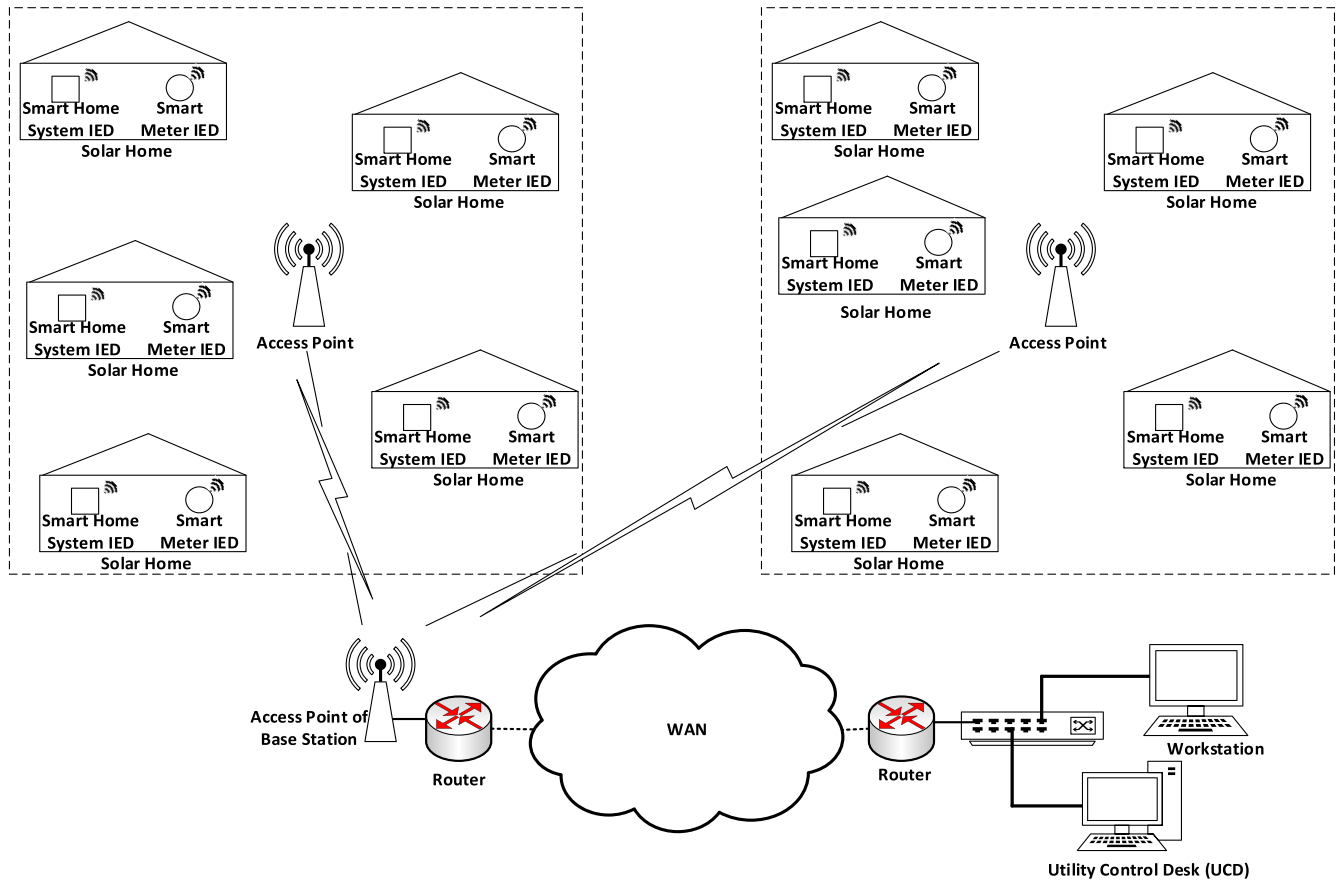 Smart Home
System IED
Smart
Meter IED
Solar Home
Smart Home
System IED
Smart
Meter IED
Solar Home
Smart Home
System IED
Smart
Meter IED
Solar Home
Smart Home
System IED
Smart
Meter IED
Solar Home
Smart Home
System IED
Smart
Meter IED
Solar Home
Access Point
Smart Home
System IED
Smart
Meter IED
Solar Home
Smart Home
System IED
Smart
Meter IED
Solar Home
Smart Home
System IED
Smart
Meter IED
Solar Home
Smart Home
System IED
Smart
Meter IED
Solar Home
Smart Home
System IED
Smart
Meter IED
Solar Home
Access Point
Access Point of
Base Station
Router
WAN
Router
Workstation
Utility Control Desk (UCD)